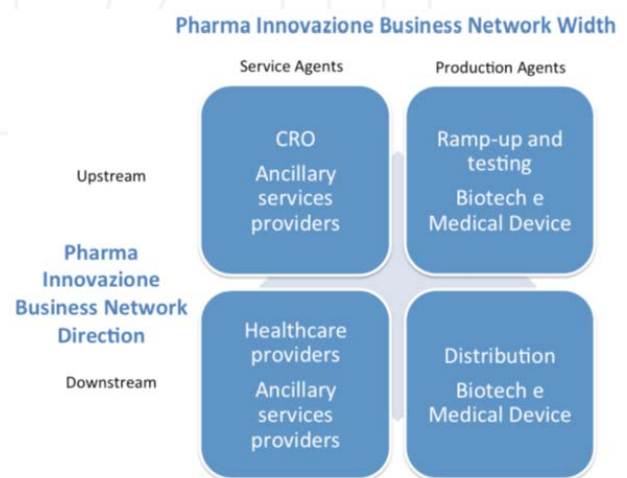 Pharma Innovazione Business Network Width
Service Agents
Production Agents
Upstream
CRO
Ancillary
services
providers
Ramp-up and
testing
Biotech e
Medical Device
Pharma
Innovazione
Business Network
Direction
Downstream
Healthcare
providers
Ancillary
services
providers
Distribution
Biotech e
Medical Device